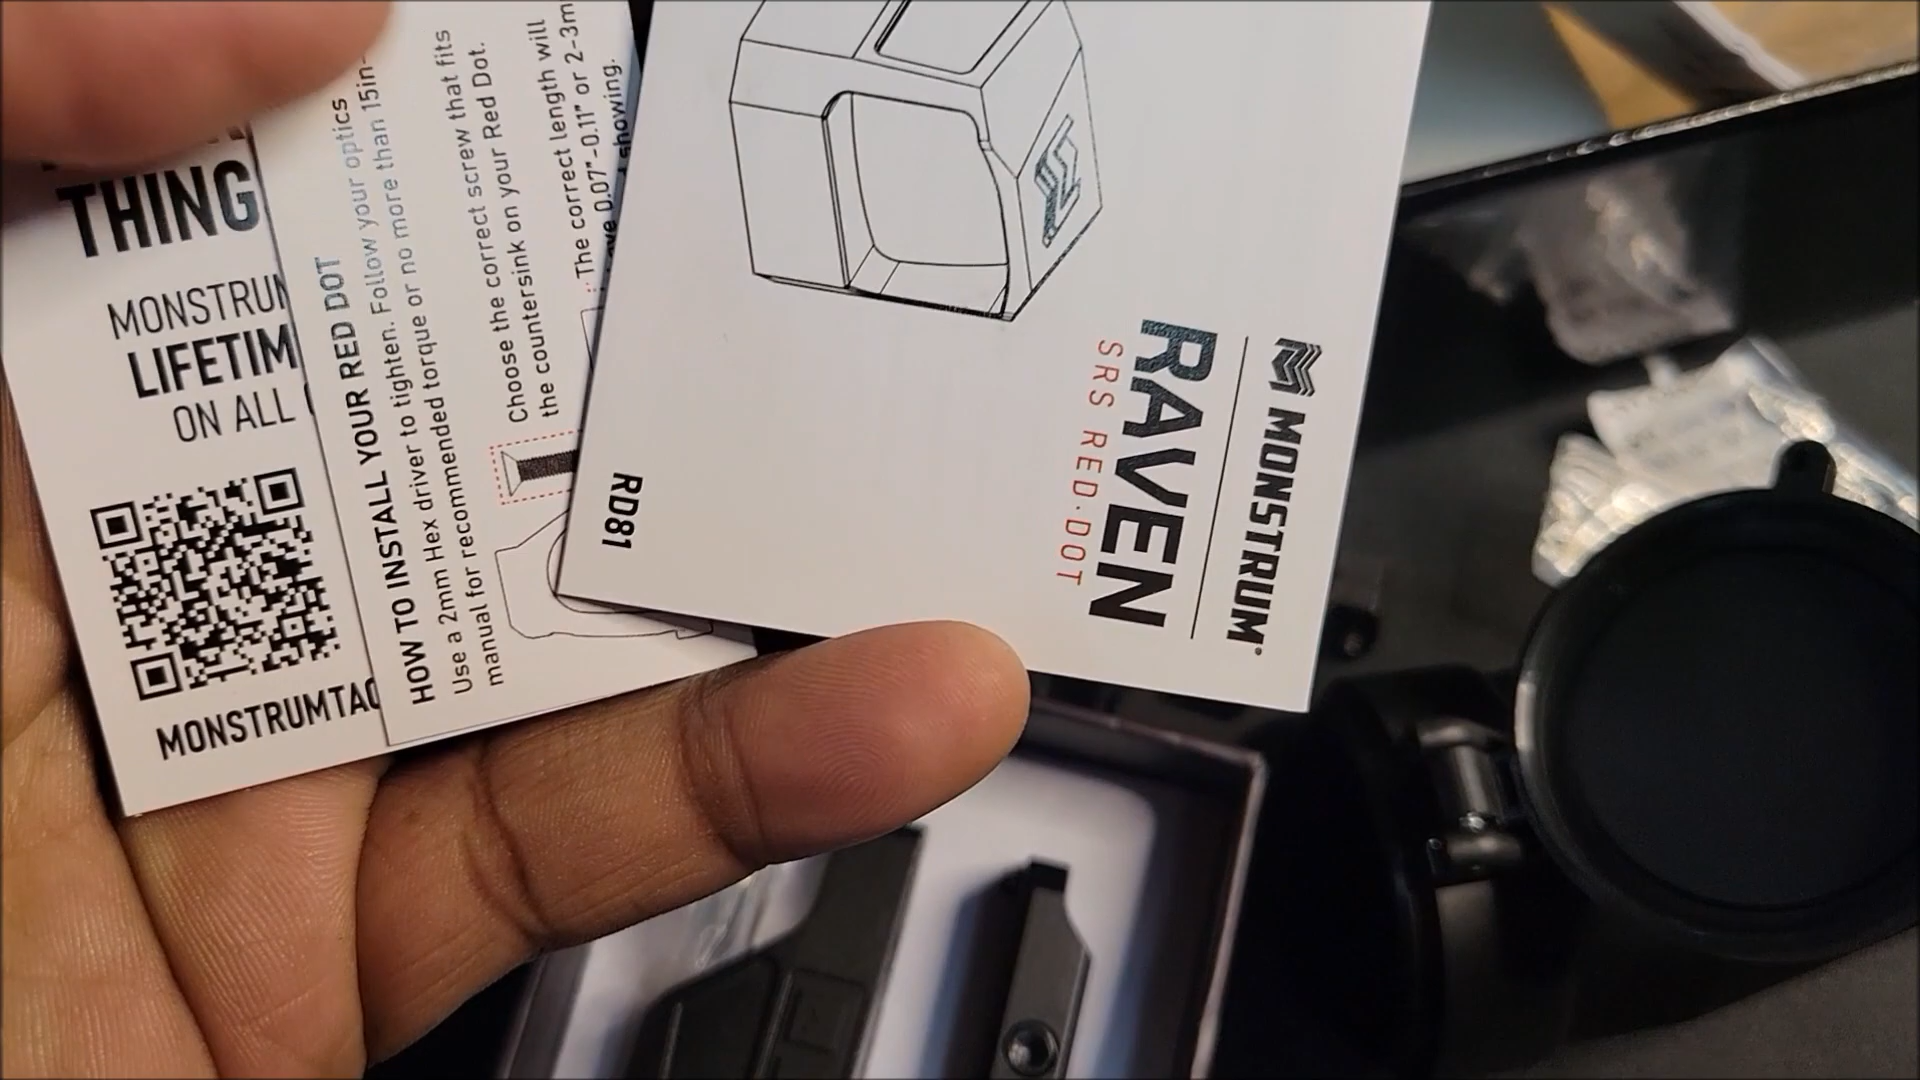 THING
MONSTRUM
LIFETIM
ON ALL
MONSTRUMTAC
HOW TO INSTALL YOUR RED DOT
Use a 2mm Hex driver to tighten. Follow your optics
manual for recommended torque or no more than 15in-
Choose the correct screw that fits
the countersink on your Red Dot.
The correct length will
0.07"-0.11" or 2-3m
showing.
MONSTRUM
RAVEN
SRS RED·DOT
RD81